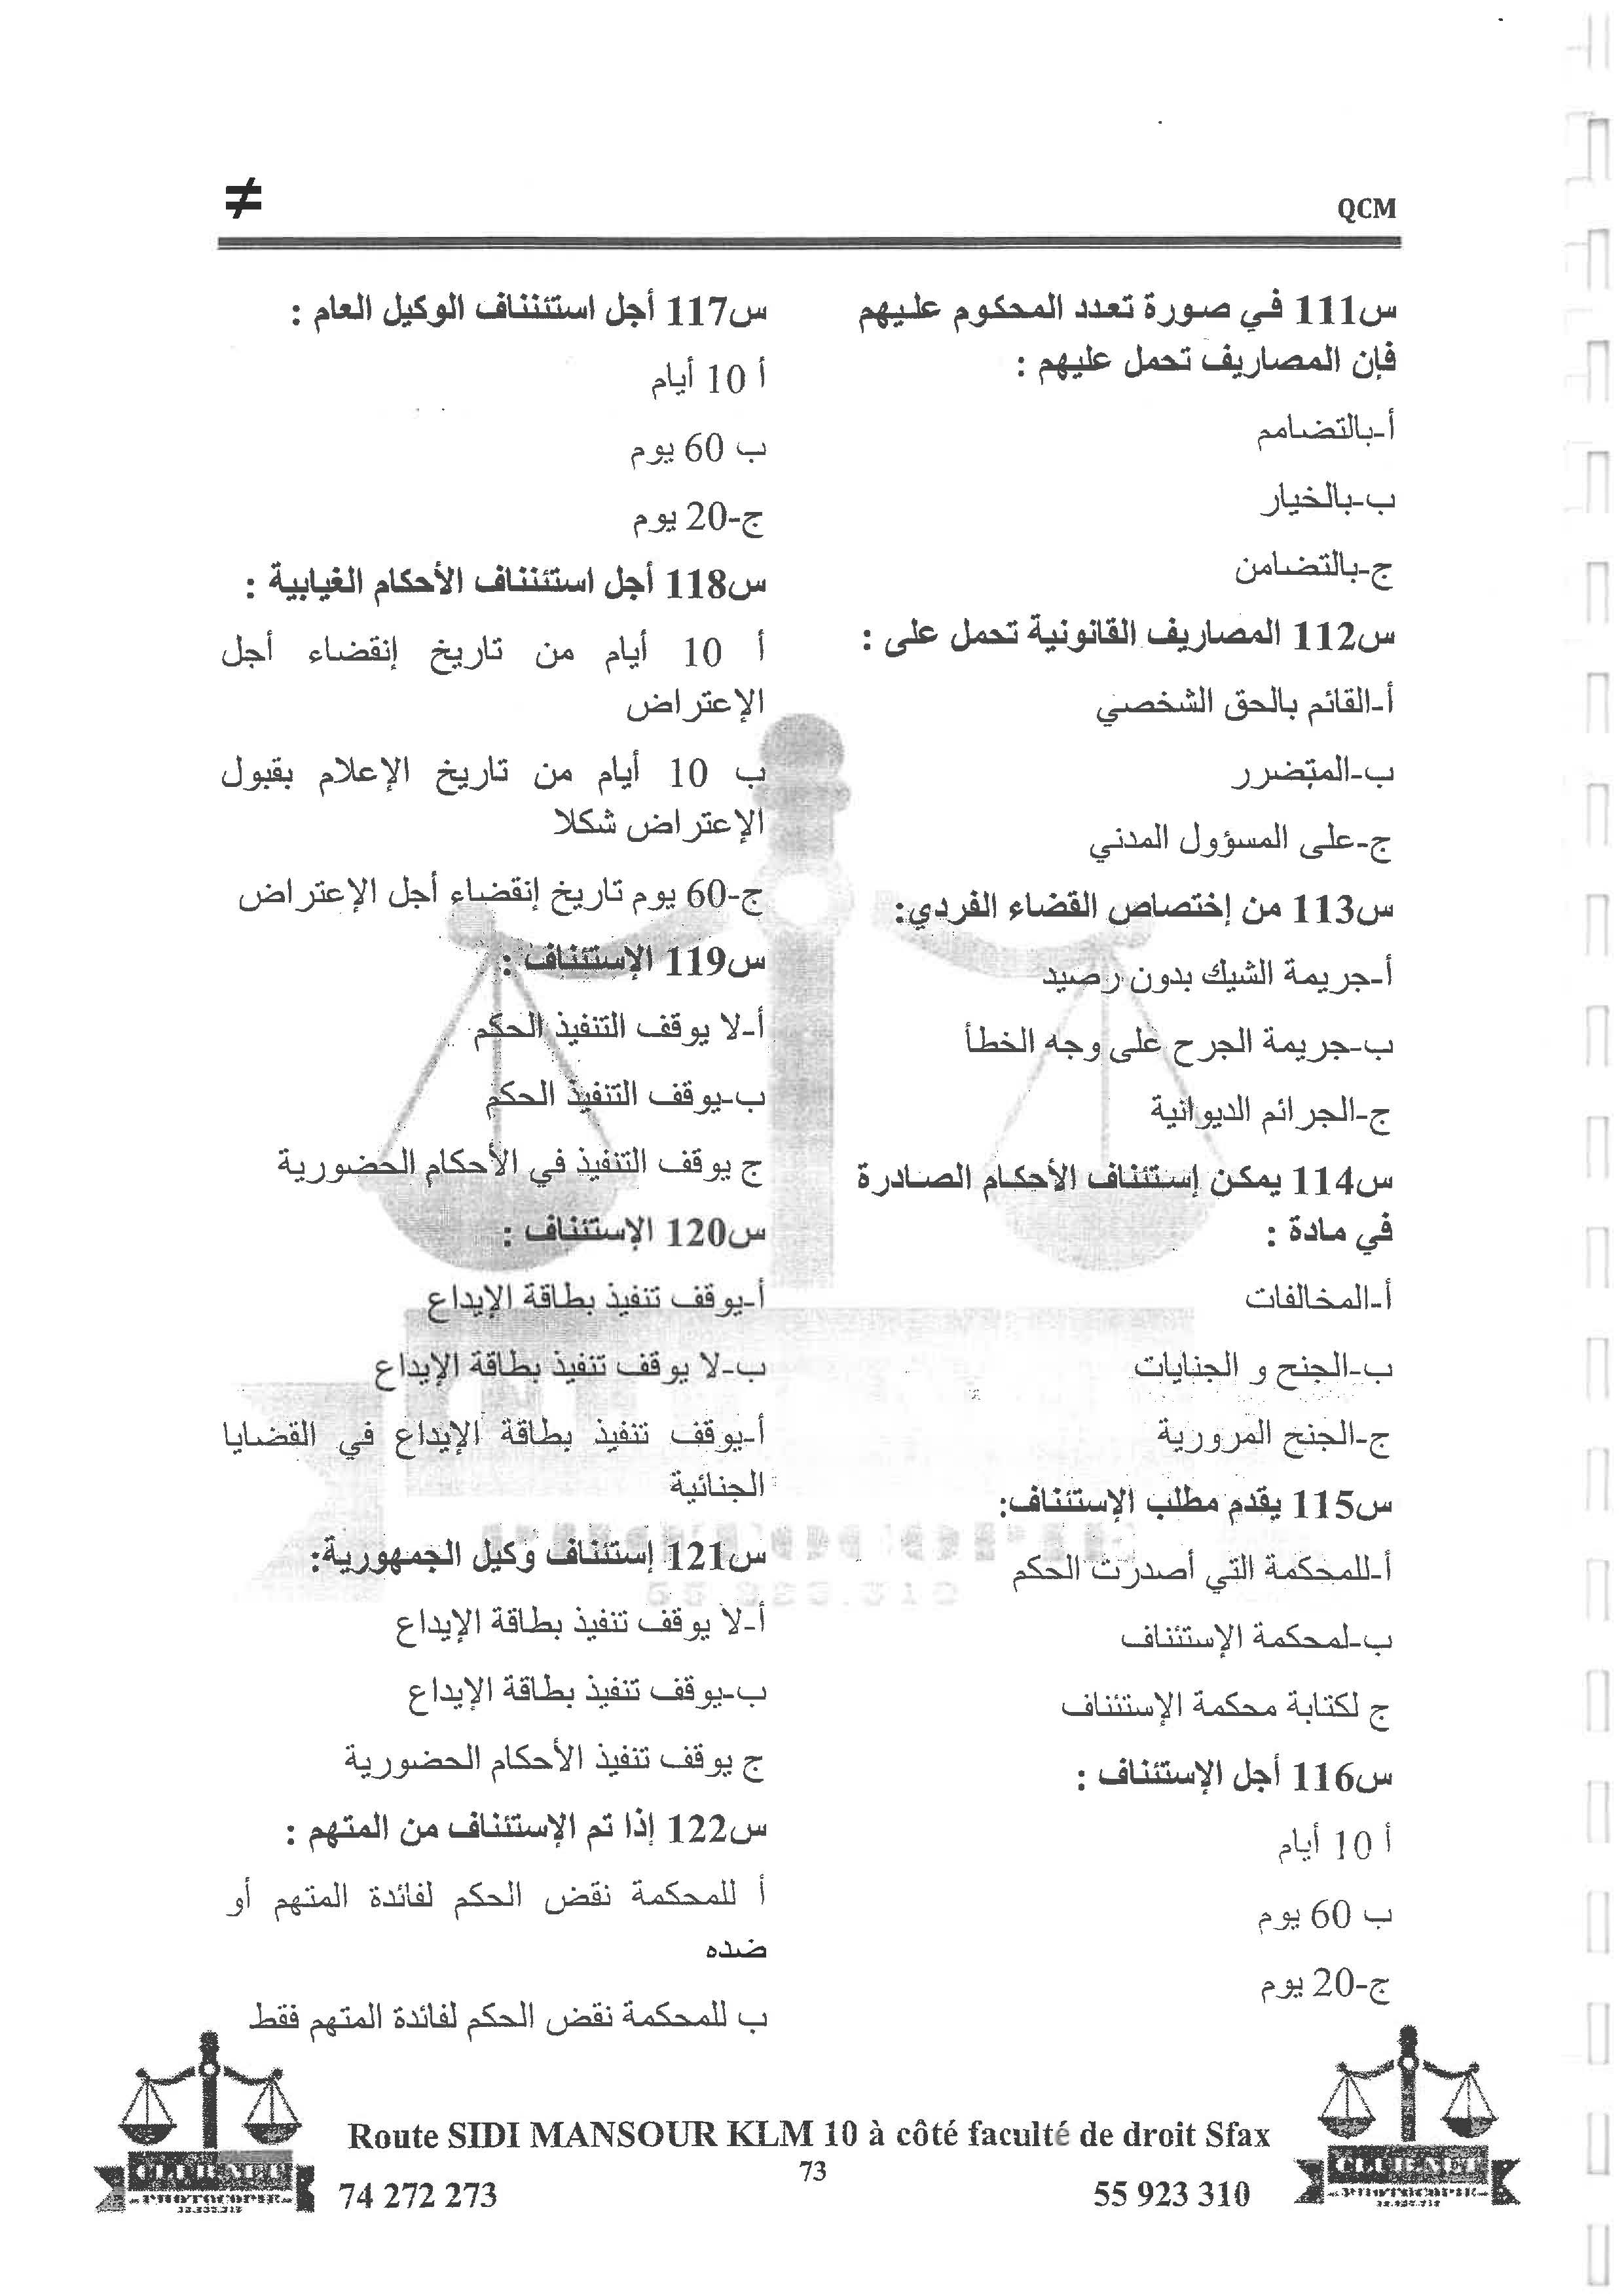 ≠
QCM
س111 في صورة تعدد المحكوم عليهم
فإن المصاريف تحمل عليهم :
أ-بالتضامم
ب-بالخيار
ج-بالتضامن
س112 المصاريف القانونية تحمل على :
أ-القائم بالحق الشخصي
ب-المتضرر
ج-على المسؤول المدني
س113 من إختصاص القضاء الفردي:
أ-جريمة الشيك بدون رصيد
ب-جريمة الجرح على وجه الخطأ
ج-الجرائم الديوانية
س114 يمكن إستئناف الأحكام الصادرة
في مادة :
أ-المخالفات
ب-الجنح و الجنايات
ج-الجنح المرورية
س115 يقدم مطلب الإستئناف:
أ-للمحكمة التي أصدرت الحكم
ب-لمحكمة الإستئناف
ج لكتابة محكمة الإستئناف
س116 أجل الإستئناف :
أ 10 أيام
ب 60 يوم
ج-20 يوم
س117 أجل استئنناف الوكيل العام :
أ 10 أيام
ب 60 يوم
ج-20 يوم
س118 أجل استئنناف الأحكام الغيابية :
أ 10 أيام من تاريخ إنقضاء أجل
الإعتراض
ب 10 أيام من تاريخ الإعلام بقبول
الإعتراض شكلا
ج-60 يوم تاريخ إنقضاء أجل الإعتراض
س119 الإستئناف :
أ-لا يوقف التنفيذ الحكم
ب-يوقف التنفيذ الحكم
ج يوقف التنفيذ في الأحكام الحضورية
س120 الإستئناف :
أ-يوقف تنفيذ بطاقة الإيداع
ب-لا يوقف تنفيذ بطاقة الإيداع
أ-يوقف تنفيذ بطاقة الإيداع في القضايا
الجنائية
س121 إستئناف وكيل الجمهورية:
أ-لا يوقف تنفيذ بطاقة الإيداع
ب-يوقف تنفيذ بطاقة الإيداع
ج يوقف تنفيذ الأحكام الحضورية
س122 إذا تم الإستئناف من المتهم :
أ للمحكمة نقض الحكم لفائدة المتهم أو
ضده
ب للمحكمة نقض الحكم لفائدة المتهم فقط
Route SIDI MANSOUR KLM 10 à côté faculté de droit Sfax
73
74 272 273
55 923 310
CLUB NET
PHOTOCOPIE
CLUB NET
PHOTOCOPIE